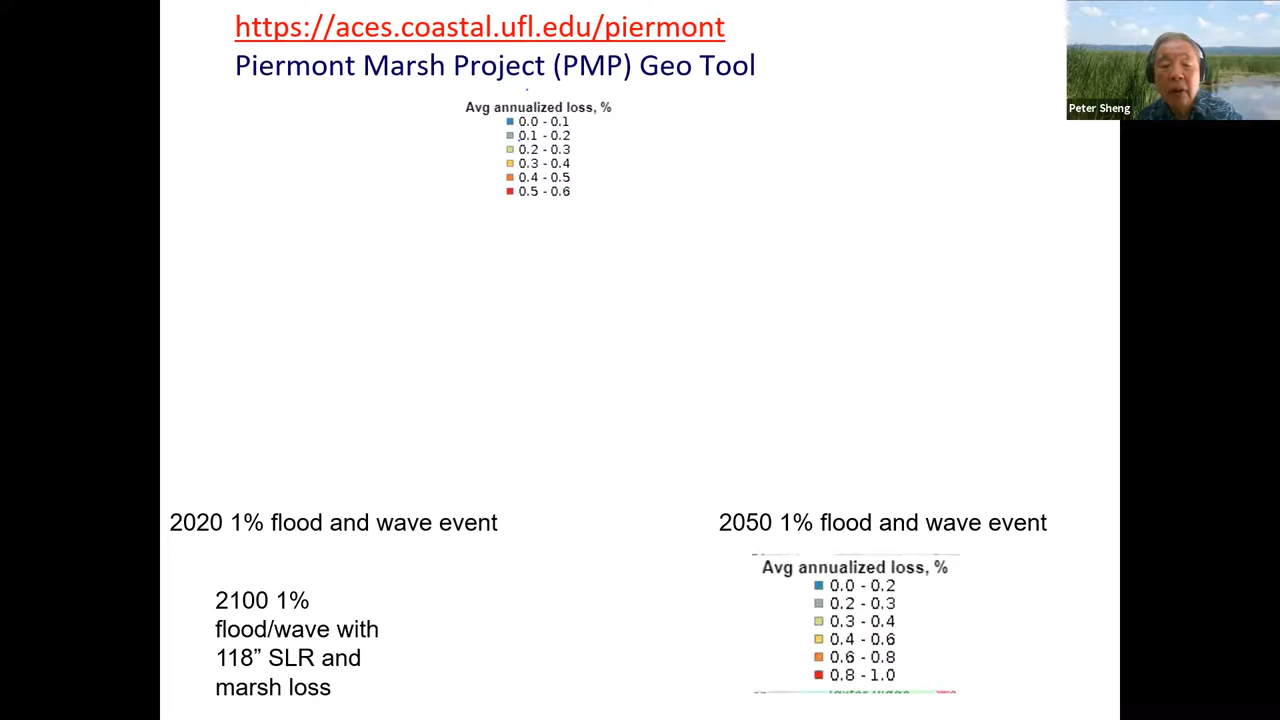 https://aces.coastal.ufl.edu/piermont
Piermont Marsh Project (PMP) Geo Tool
Avg annualized loss, %
0.0 - 0.1
0.1 - 0.2
0.2 - 0.3
0.3 - 0.4
0.4 - 0.5
0.5 - 0.6
Peter Sheng
2020 1% flood and wave event
2050 1% flood and wave event
2100 1%
flood/wave with
118” SLR and
marsh loss
Avg annualized loss, %
0.0 - 0.2
0.2 - 0.3
0.3 - 0.4
0.4 - 0.6
0.6 - 0.8
0.8 - 1.0